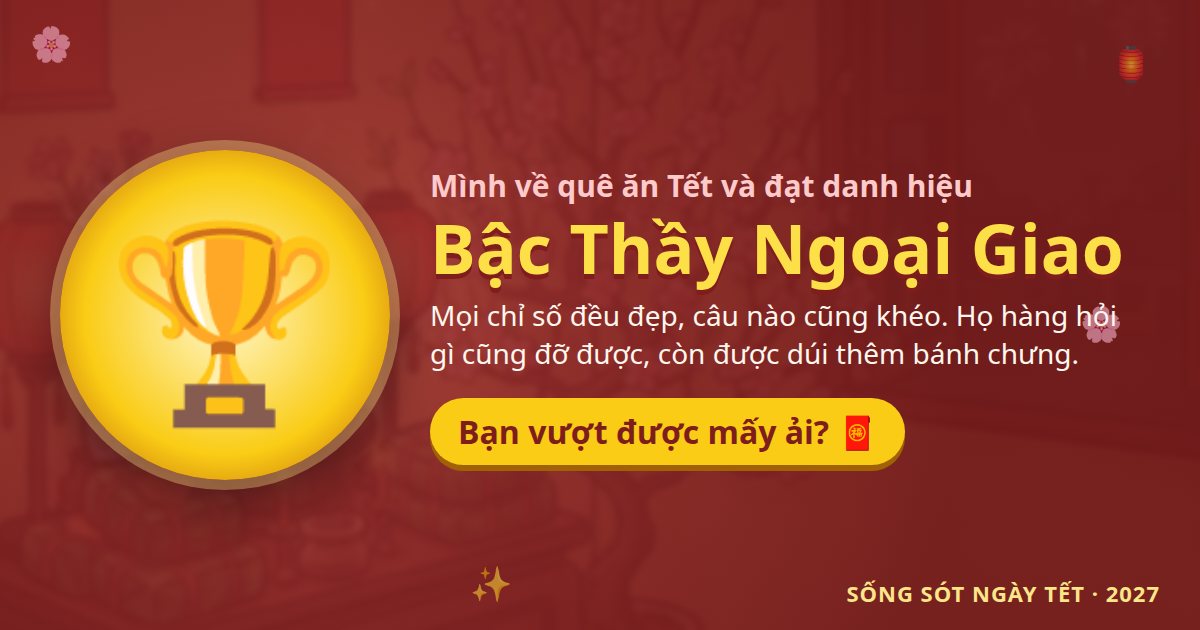 Mình về quê ăn Tết và đạt danh hiệu
Bậc Thầy Ngoại Giao
Mọi chỉ số đều đẹp, câu nào cũng khéo. Họ hàng hỏi
gì cũng đỡ được, còn được dúi thêm bánh chưng.
Bạn vượt được mấy ải? 🧧
SỐNG SÓT NGÀY TẾT · 2027